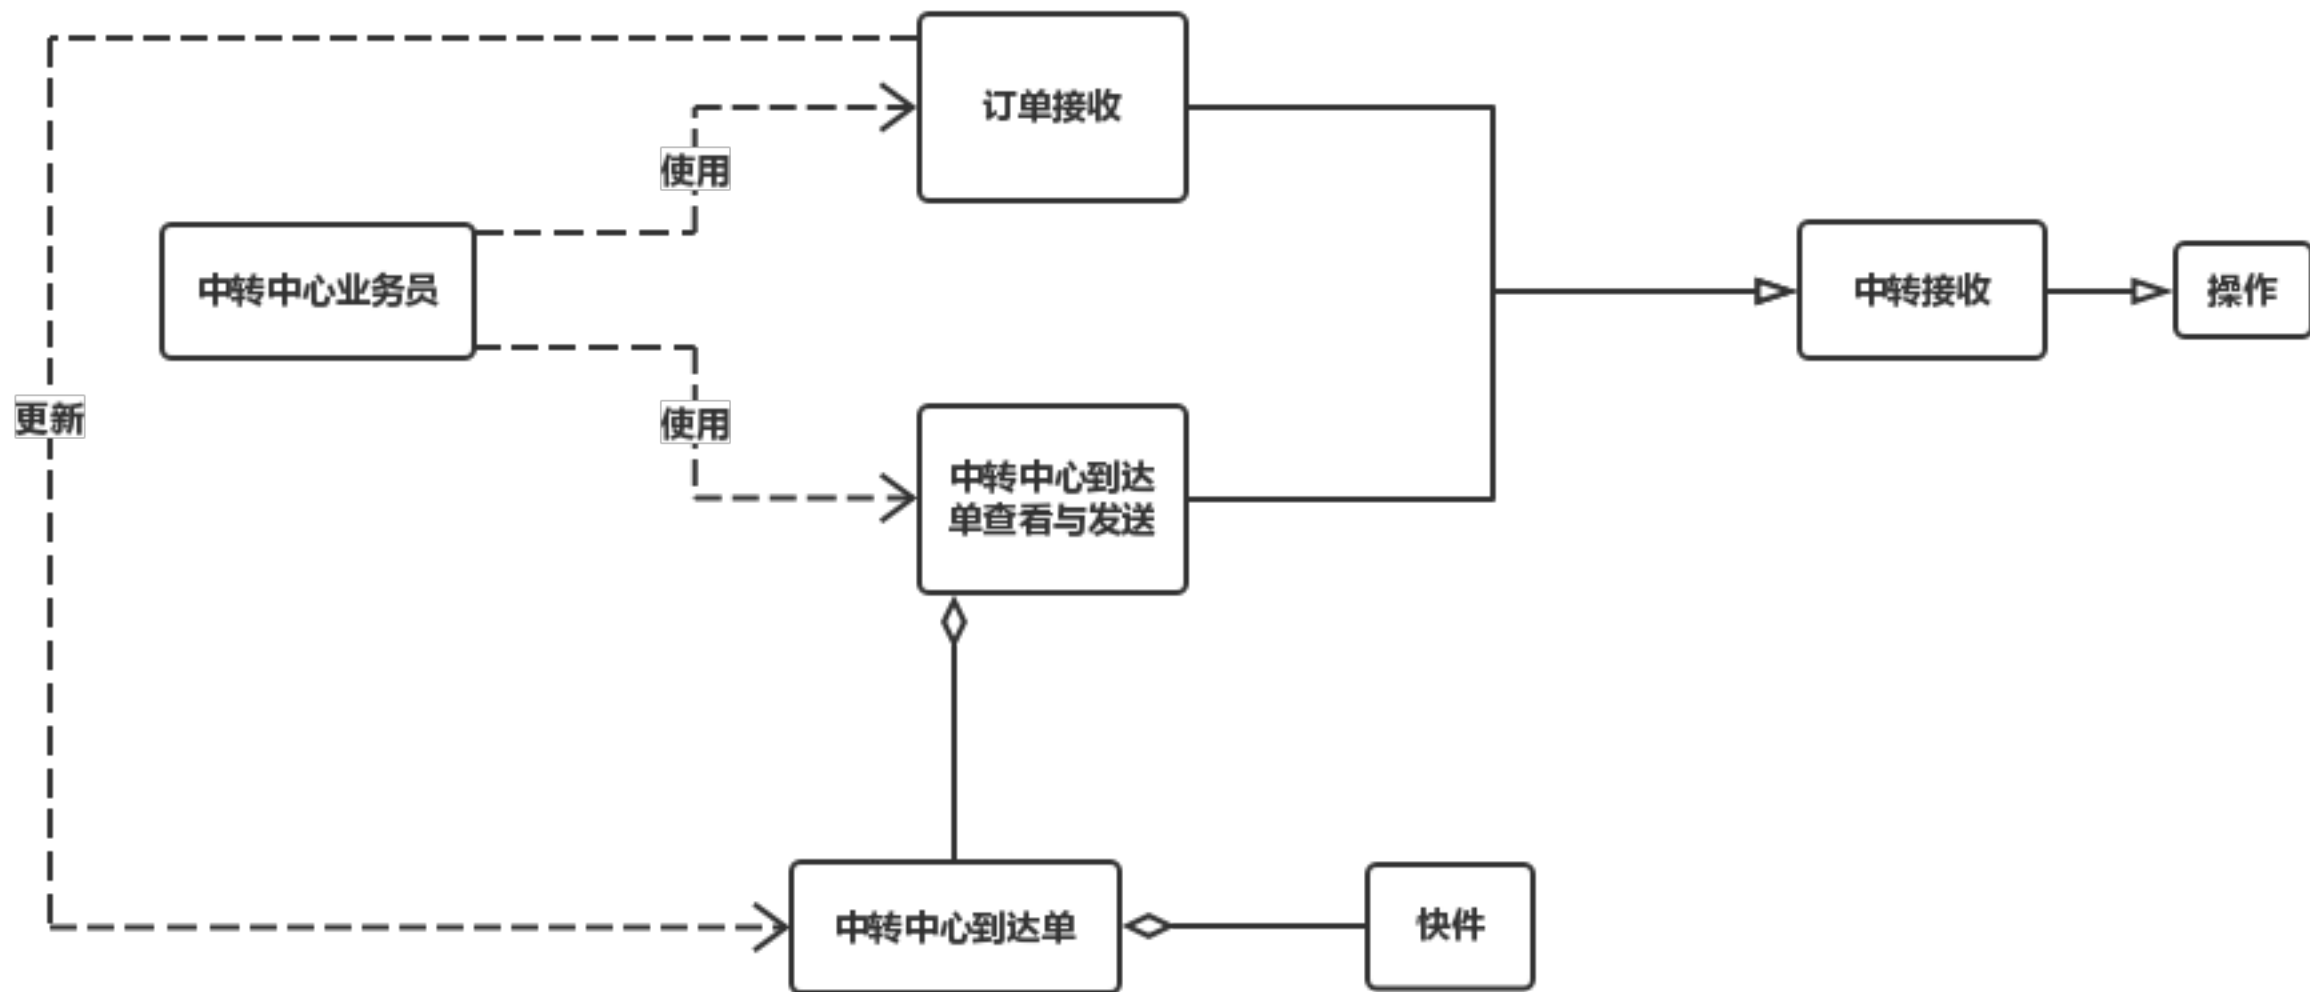 订单接收
使用
中转中心业务员
中转接收
操作
更新
使用
中转中心到达
单查看与发送
中转中心到达单
快件